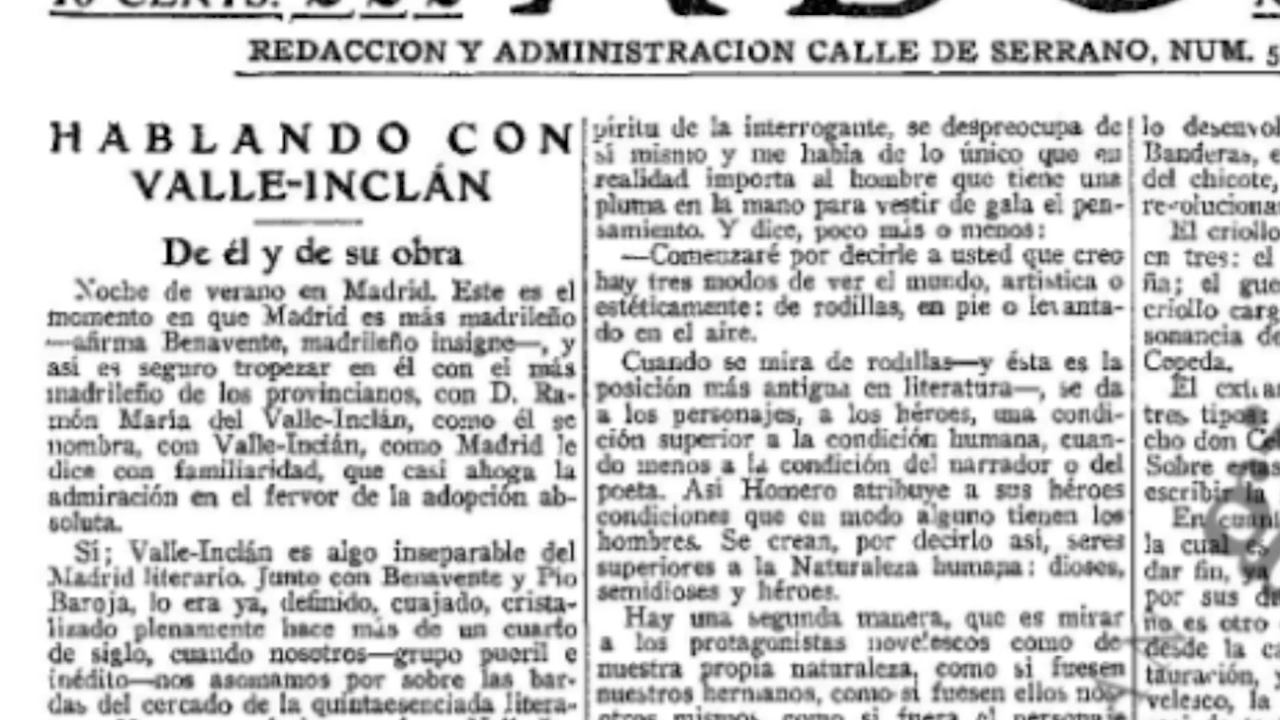 10 CENTS.
ABC
REDACCION Y ADMINISTRACION CALLE DE SERRANO, NUM. 5
HABLANDO CON
VALLE-INCLÁN
De él y de su obra
Noche de verano en Madrid. Este es el
momento en que Madrid es más madrileño
—afirma Benavente, madrileño insigne—, y
así es seguro tropezar en él con el más
madrileño de los provincianos, con D. Ra-
món María del Valle-Inclán, como él se
nombra, con Valle-Inclán, como Madrid le
dice con familiaridad, que casi ahoga la
admiración en el fervor de la adopción ab-
soluta.
Sí; Valle-Inclán es algo inseparable del
Madrid literario. Junto con Benavente y Pío
Baroja, lo era ya, definido, cuajado, crista-
lizado plenamente hace más de un cuarto
de siglo, cuando nosotros—grupo pueril e
inédito—nos asomamos por sobre las bar-
das del cercado de la quintaesenciada litera-
píritu de la interrogante, se despreocupa de
sí mismo y me habla de lo único que en
realidad importa al hombre que tiene una
pluma en la mano para vestir de gala el pen-
samiento. Y dice, poco más o menos:
—Comenzaré por decirle a usted que creo
hay tres modos de ver el mundo, artística o
estéticamente: de rodillas, en pie o levanta-
do en el aire.
Cuando se mira de rodillas—y ésta es la
posición más antigua en literatura—, se da
a los personajes, a los héroes, una condi-
ción superior a la condición humana, cuan-
do menos a la condición del narrador o del
poeta. Así Homero atribuye a sus héroes
condiciones que en modo alguno tienen los
hombres. Se crean, por decirlo así, seres
superiores a la Naturaleza humana: dioses,
semidioses y héroes.
Hay una segunda manera, que es mirar
a los protagonistas novelescos como de
nuestra propia naturaleza, como si fuesen
nuestros hermanos, como si fuesen ellos nos-
otros mismos, como si fuera el personaje
lo desenvol
Banderas, e
del chicote,
revolucionar
El criollo
en tres: el
ña; el gue
criollo carg
sonancia de
Cepeda.
El extran
tres tipos:
cho don Ce
Sobre estas
escribir la
En cuant
la cual es
dar fin, ya
por sus
no es otro
desde la ca
tauración, y
velesco, la